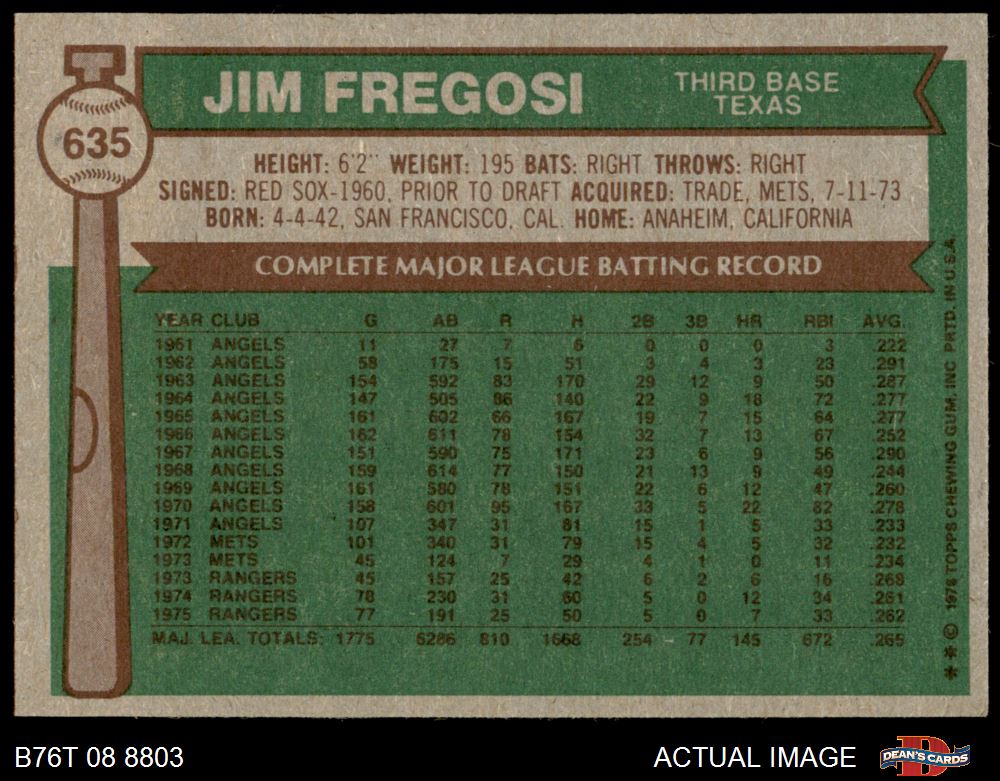 635
JIM FREGOSI
THIRD BASE
TEXAS
HEIGHT: 6'2" WEIGHT: 195 BATS: RIGHT THROWS: RIGHT
SIGNED: RED SOX-1960, PRIOR TO DRAFT ACQUIRED: TRADE, METS, 7-11-73
BORN: 4-4-42, SAN FRANCISCO, CAL. HOME: ANAHEIM, CALIFORNIA
COMPLETE MAJOR LEAGUE BATTING RECORD
YEAR CLUB G AB R H 2B 3B HR RBI AVG.
1961 ANGELS 11 27 7 6 0 0 0 3 .222
1962 ANGELS 58 175 15 51 3 4 3 23 .291
1963 ANGELS 154 592 83 170 29 12 9 50 .287
1964 ANGELS 147 505 86 140 22 9 18 72 .277
1965 ANGELS 161 602 66 167 19 7 15 64 .277
1966 ANGELS 162 611 78 154 32 7 13 67 .252
1967 ANGELS 151 590 75 171 23 6 9 56 .290
1968 ANGELS 159 614 77 150 21 13 9 49 .244
1969 ANGELS 161 580 78 151 22 6 12 47 .260
1970 ANGELS 158 601 95 167 33 5 22 82 .278
1971 ANGELS 107 347 31 81 15 1 5 33 .233
1972 METS 101 340 31 79 15 4 5 32 .232
1973 METS 45 124 7 29 4 1 0 11 .234
1973 RANGERS 45 157 25 42 6 2 6 16 .268
1974 RANGERS 78 230 31 60 5 0 12 34 .261
1975 RANGERS 77 191 25 50 5 0 7 33 .262
MAJ. LEA. TOTALS: 1775 6286 810 1668 254 77 145 672 .265
**© 1976 TOPPS CHEWING GUM, INC. PRTD. IN U.S.A.
B76T 08 8803
ACTUAL IMAGE
DEAN'S CARDS